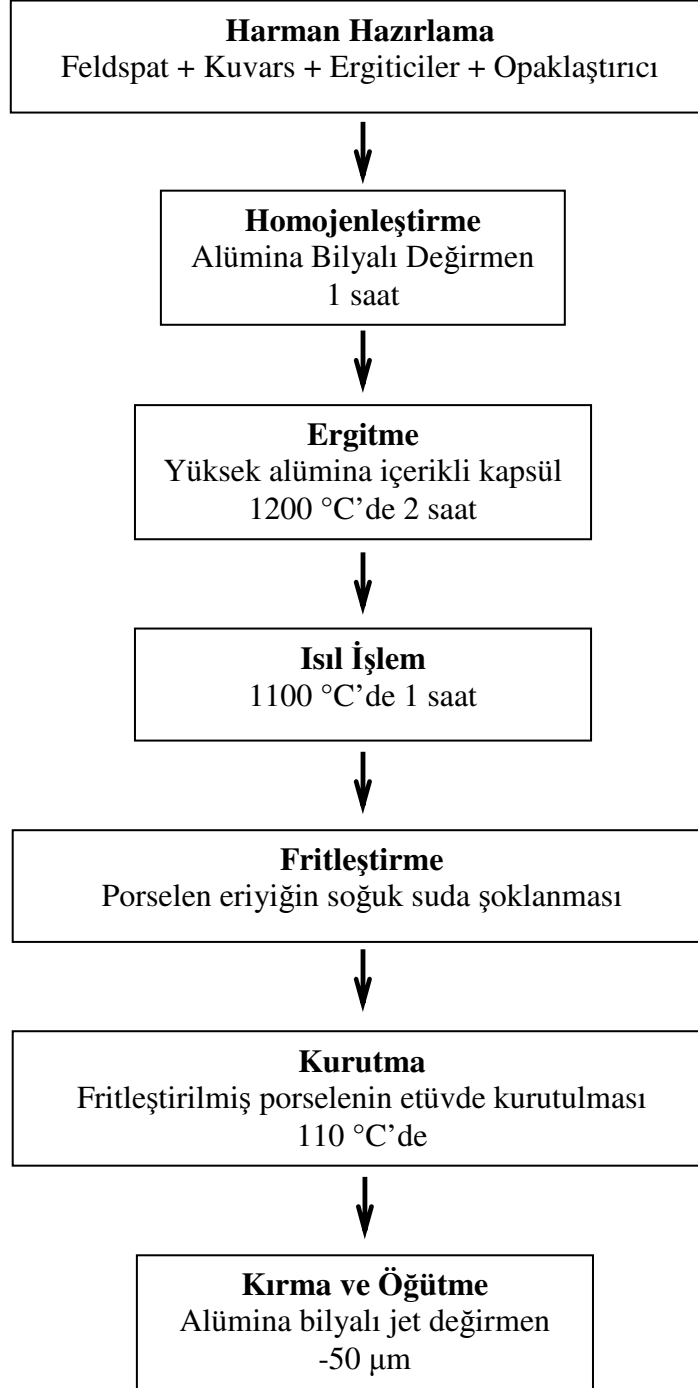 Harman Hazırlama
Feldspat + Kuvars + Ergiticiler + Opaklaştırıcı
Homojenleştirme
Alümina Bilyalı Değirmen
1 saat
Ergitme
Yüksek alümina içerikli kapsül
1200 °C’de 2 saat
Isıl İşlem
1100 °C’de 1 saat
Fritleştirme
Porselen eriyiğin soğuk suda şoklanması
Kurutma
Fritleştirilmiş porselenin etüvde kurutulması
110 °C’de
Kırma ve Öğütme
Alümina bilyalı jet değirmen
-50 µm